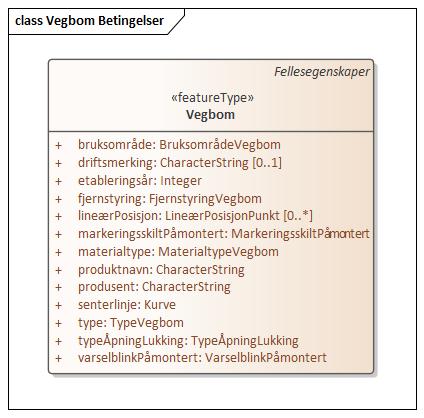 class Vegbom Betingelser
Fellesegenskaper
«featureType»
Vegbom
+ bruksområde: BruksområdeVegbom
+ driftsmerking: CharacterString [0..1]
+ etableringsår: Integer
+ fjernstyring: FjernstyringVegbom
+ lineærPosisjon: LineærPosisjonPunkt [0..*]
+ markeringsskiltPåmontert: MarkeringsskiltPåmontert
+ materialtype: MaterialtypeVegbom
+ produktnavn: CharacterString
+ produsent: CharacterString
+ senterlinje: Kurve
+ type: TypeVegbom
+ typeÅpningLukking: TypeÅpningLukking
+ varselblinkPåmontert: VarselblinkPåmontert